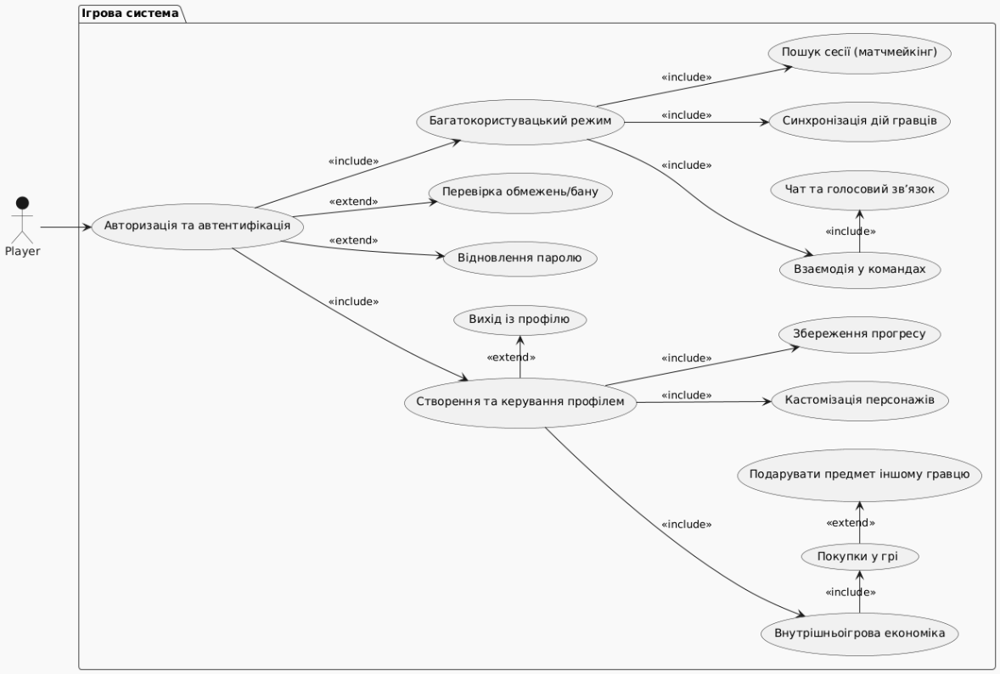 Ігрова система
Пошук сесії (матчмейкінг)
«include»
Синхронізація дій гравців
«include»
Багатокористувацький режим
«include»
«include»
Чат та голосовий зв’язок
Перевірка обмежень/бану
«extend»
Авторизація та автентифікація
Player
«include»
«extend»
Відновлення паролю
Взаємодія у командах
«include»
Вихід із профілю
Збереження прогресу
«extend»
«include»
Створення та керування профілем
«include»
Кастомізація персонажів
Подарувати предмет іншому гравцю
«extend»
«include»
Покупки у грі
«include»
Внутрішньоігрова економіка